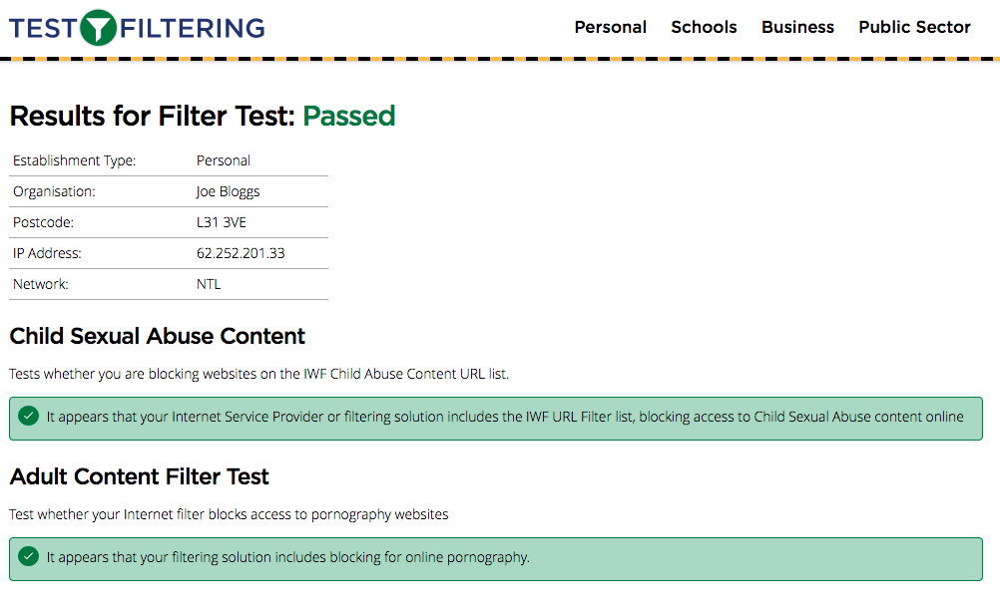 TEST FILTERING
Personal Schools Business Public Sector
Results for Filter Test: Passed
Establishment Type: Personal
Organisation: Joe Bloggs
Postcode: L31 3VE
IP Address: 62.252.201.33
Network: NTL
Child Sexual Abuse Content
Tests whether you are blocking websites on the IWF Child Abuse Content URL list.
It appears that your Internet Service Provider or filtering solution includes the IWF URL Filter list, blocking access to Child Sexual Abuse content online
Adult Content Filter Test
Test whether your Internet filter blocks access to pornography websites
It appears that your filtering solution includes blocking for online pornography.